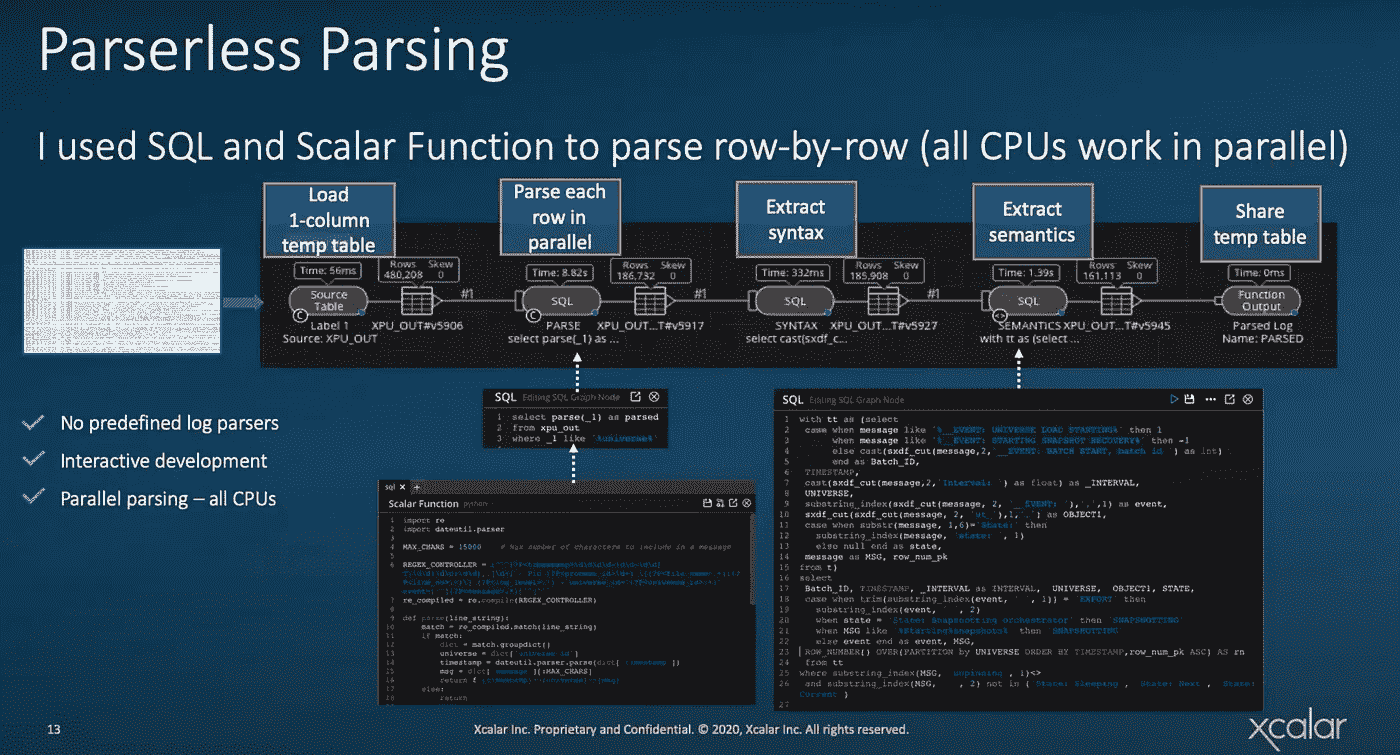 Parserless Parsing
I used SQL and Scalar Function to parse row-by-row (all CPUs work in parallel)
Load
1-column
temp table
Parse each
row in
parallel
Extract
syntax
Extract
semantics
Share
temp table
Time: 56ms
Rows Skew
480,208 0
Source
Table
#1
Label 1
Source: XPU_OUT
XPU_OUT#v5906
Time: 8.82s
Rows Skew
186,732 0
SQL
#1
PARSE
select parse(_1) as ...
XPU_OUT...T#v5917
Time: 332ms
Rows Skew
185,908 0
SQL
#1
SYNTAX
select cast(sxdf_c...
XPU_OUT...T#v5927
Time: 1.39s
Rows Skew
161,113 0
SQL
SEMANTICS
with tt as (select ...
XPU_OUT...T#v5945
Time: 0ms
Function
Output
Parsed Log
Name: PARSED
No predefined log parsers
Interactive development
Parallel parsing – all CPUs
SQL Editing SQL Graph Node
1 select parse(_1) as parsed
2 from xpu_out
3 where _1 like
sql
Scalar Function python
1 import re
2 import dateutil.parser
3
4 MAX_CHARS = 15000 # Max number of characters to include in a message
5
6 REGEX_CONTROLLER =
7 re_compiled = re.compile(REGEX_CONTROLLER)
8
9 def parse(line_string):
10 match = re_compiled.match(line_string)
11 if match:
12 dict = match.groupdict()
13 universe = dict['universe_id']
14 timestamp = dateutil.parser.parse(dict[
15 msg = dict['message'][:MAX_CHARS]
16 return f
17 else:
18 return
SQL Editing SQL Graph Node
1 with tt as (select
2 case when message like '%__EVENT: UNIVERSE LOAD STARTING%' then 1
3 when message like '%__EVENT: STARTING SNAPSHOT RECOVERY%' then -1
4 else cast(sxdf_cut(message,2,'__EVENT: BATCH START, batch id ') as int)
5 end as Batch_ID,
6 TIMESTAMP,
7 cast(sxdf_cut(message,2,'Interval: ') as float) as _INTERVAL,
8 UNIVERSE,
9 substring_index(sxdf_cut(message, 2, '__EVENT: '),',',1) as event,
10 sxdf_cut(sxdf_cut(message, 2, ),1, ) as OBJECT1,
11 case when substr(message, 1,6)='State:' then
12 substring_index(message, 'State: ', 1)
13 else null end as state,
14 message as MSG, row_num_pk
15 from t)
16 select
17 Batch_ID, TIMESTAMP, _INTERVAL as INTERVAL, UNIVERSE, OBJECT1, STATE,
18 case when trim(substring_index(event, ' ', 1)) = 'EXPORT' then
19 substring_index(event, ' ', 2)
20 when state = 'State: Snapshotting orchestrator' then 'SNAPSHOTTING'
21 when MSG like '%Starting%snapshot%' then 'SNAPSHOTTING'
22 else event end as event, MSG,
23 ROW_NUMBER() OVER(PARTITION by UNIVERSE ORDER BY TIMESTAMP,row_num_pk ASC) AS rn
24 from tt
25 where substring_index(MSG, , 1)<>
26 and substring_index(MSG, , 2) not in ('State: Sleeping', 'State: Next', 'State:
Current')
27
13
Xcalar Inc. Proprietary and Confidential. © 2020, Xcalar Inc. All rights reserved.
xcalar